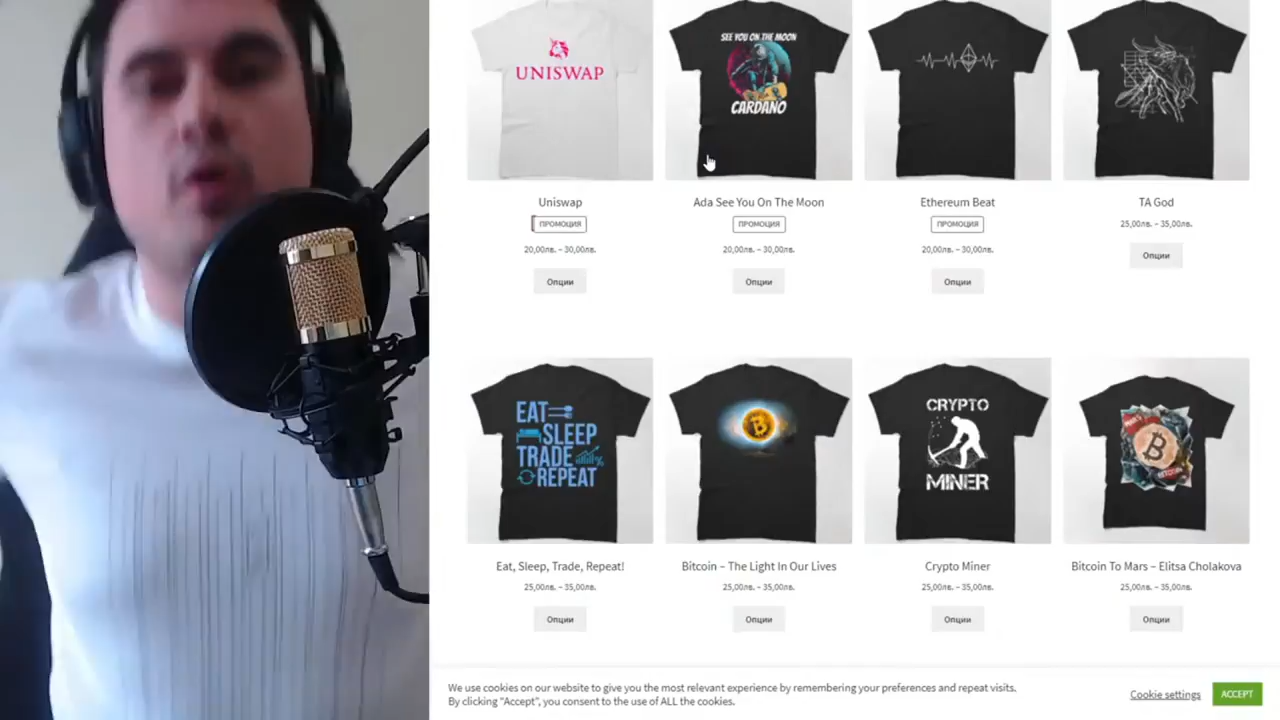 UNISWAP
SEE YOU ON THE MOON
CARDANO
Uniswap
Ada See You On The Moon
Ethereum Beat
TA God
ПРОМОЦИЯ
ПРОМОЦИЯ
ПРОМОЦИЯ
25,00лв. – 35,00лв.
20,00лв. – 30,00лв.
20,00лв. – 30,00лв.
20,00лв. – 30,00лв.
Опции
Опции
Опции
Опции
EAT
SLEEP
TRADE
REPEAT
CRYPTO
MINER
Eat, Sleep, Trade, Repeat!
Bitcoin – The Light In Our Lives
Crypto Miner
Bitcoin To Mars – Elitsa Cholakova
25,00лв. – 35,00лв.
25,00лв. – 35,00лв.
25,00лв. – 35,00лв.
25,00лв. – 35,00лв.
Опции
Опции
Опции
Опции
We use cookies on our website to give you the most relevant experience by remembering your preferences and repeat visits.
By clicking "Accept", you consent to the use of ALL the cookies.
Cookie settings
ACCEPT